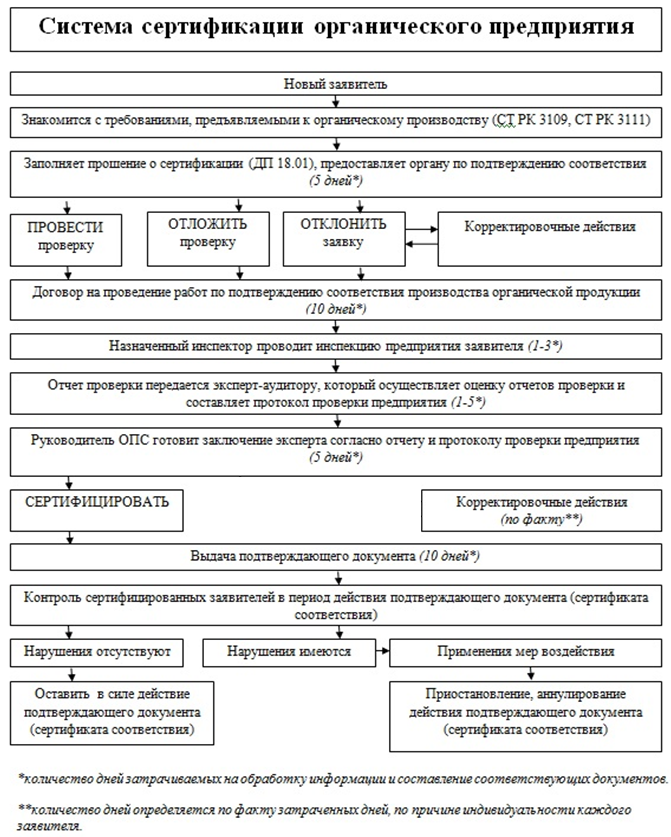 Система сертификации органического предприятия
Новый заявитель
Знакомится с требованиями, предъявляемыми к органическому производству (СТ РК 3109, СТ РК 3111)
Заполняет прошение о сертификации (ДП 18.01), предоставляет органу по подтверждению соответствия
(5 дней*)
ПРОВЕСТИ
проверку
ОТЛОЖИТЬ
проверку
ОТКЛОНИТЬ
заявку
Корректировочные действия
Договор на проведение работ по подтверждению соответствия производства органической продукции
(10 дней*)
Назначенный инспектор проводит инспекцию предприятия заявителя (1-3*)
Отчет проверки передается эксперт-аудитору, который осуществляет оценку отчетов проверки и
составляет протокол проверки предприятия (1-5*)
Руководитель ОПС готовит заключение эксперта согласно отчету и протоколу проверки предприятия
(5 дней*)
СЕРТИФИЦИРОВАТЬ
Корректировочные действия
(по факту**)
Выдача подтверждающего документа (10 дней*)
Контроль сертифицированных заявителей в период действия подтверждающего документа (сертификата
соответствия)
Нарушения отсутствуют
Нарушения имеются
Применения мер воздействия
Оставить в силе действие
подтверждающего документа
(сертификата соответствия)
Приостановление, аннулирование
действия подтверждающего документа
(сертификата соответствия)
*количество дней затрачиваемых на обработку информации и составление соответствующих документов.
**количество дней определяется по факту затраченных дней, по причине индивидуальности каждого
заявителя.